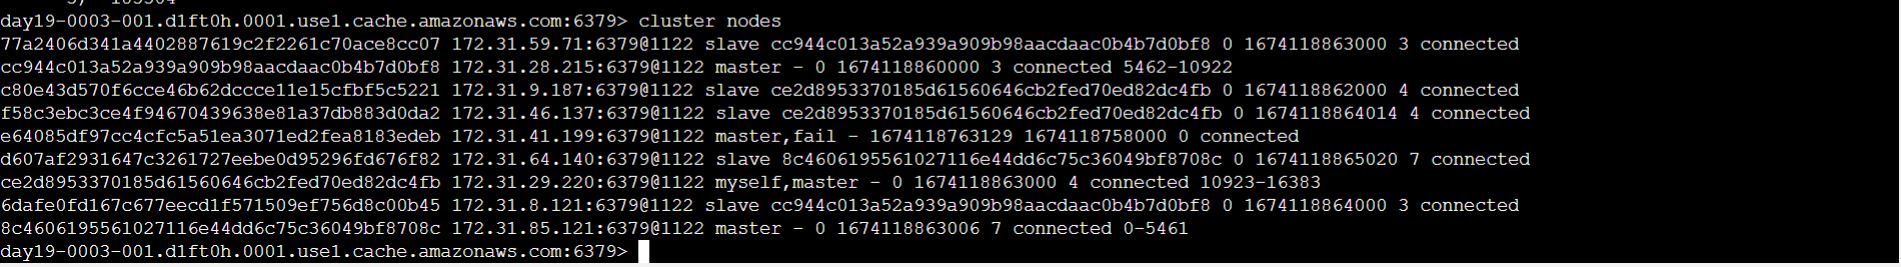 day19-0003-001.d1ft0h.0001.use1.cache.amazonaws.com:6379> cluster nodes
77a2406d341a4402887619c2f2261c70ace8cc07 172.31.59.71:6379@1122 slave cc944c013a52a939a909b98aacdaac0b4b7d0bf8 0 1674118863000 3 connected
cc944c013a52a939a909b98aacdaac0b4b7d0bf8 172.31.28.215:6379@1122 master - 0 1674118860000 3 connected 5462-10922
c80e43d570f6cce46b62dccce11e15cfbf5c5221 172.31.9.187:6379@1122 slave ce2d8953370185d61560646cb2fed70ed82dc4fb 0 1674118862000 4 connected
f58c3ebc3ce4f94670439638e81a37db883d0da2 172.31.46.137:6379@1122 slave ce2d8953370185d61560646cb2fed70ed82dc4fb 0 1674118864014 4 connected
e64085df97cc4cfc5a51ea3071ed2fea8183edeb 172.31.41.199:6379@1122 master,fail - 1674118763129 1674118758000 0 connected
d607af2931647c3261727eebe0d95296fd676f82 172.31.64.140:6379@1122 slave 8c4606195561027116e44dd6c75c36049bf8708c 0 1674118865020 7 connected
ce2d8953370185d61560646cb2fed70ed82dc4fb 172.31.29.220:6379@1122 myself,master - 0 1674118863000 4 connected 10923-16383
6dafe0fd167c677eecd1f571509ef756d8c00b45 172.31.8.121:6379@1122 slave cc944c013a52a939a909b98aacdaac0b4b7d0bf8 0 1674118864000 3 connected
8c4606195561027116e44dd6c75c36049bf8708c 172.31.85.121:6379@1122 master - 0 1674118863006 7 connected 0-5461
day19-0003-001.d1ft0h.0001.use1.cache.amazonaws.com:6379>